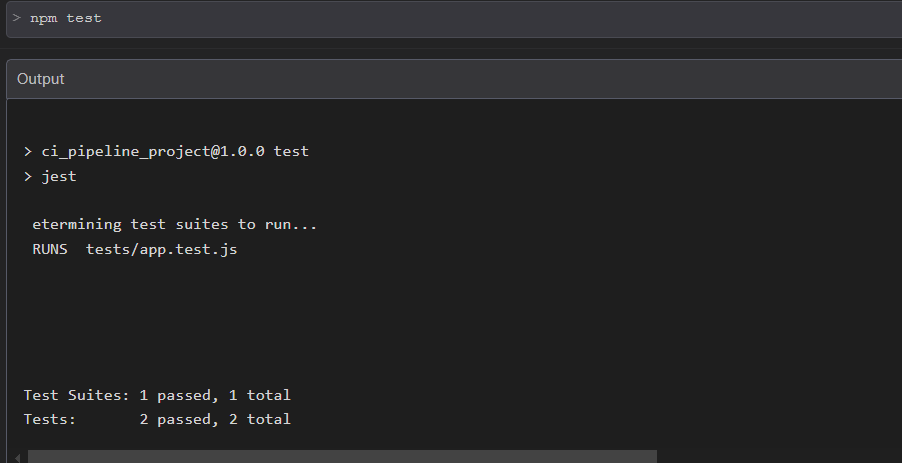 > npm test
Output
> ci_pipeline_project@1.0.0 test
> jest
etermining test suites to run...
RUNS  tests/app.test.js
Test Suites: 1 passed, 1 total
Tests:       2 passed, 2 total